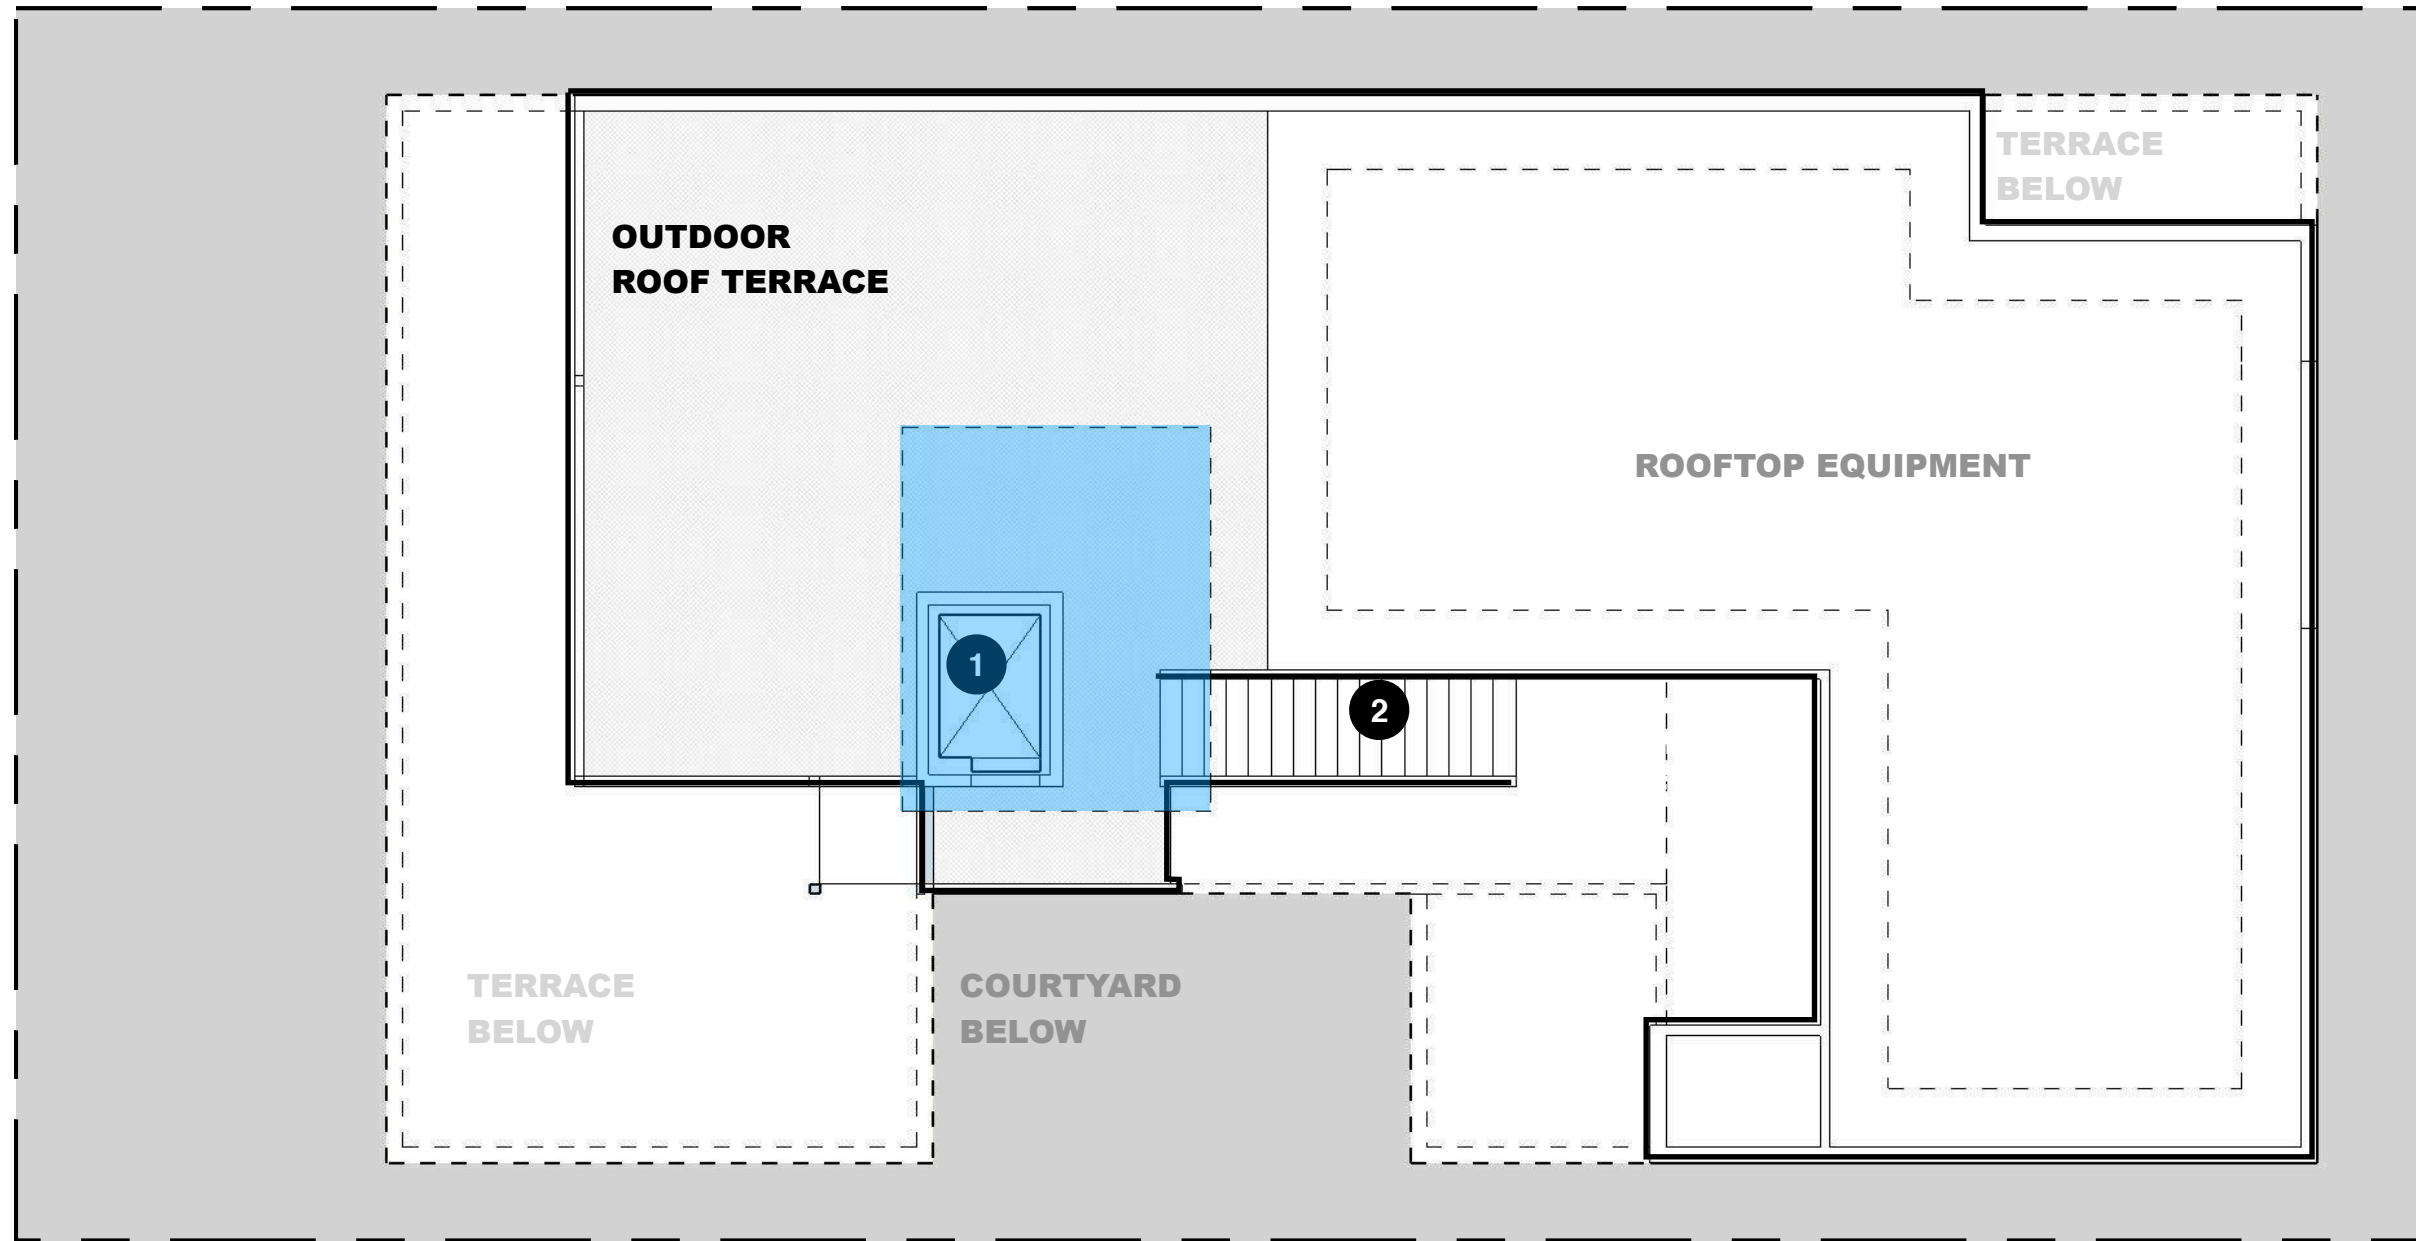 TERRACE
BELOW
OUTDOOR
ROOF TERRACE
ROOFTOP EQUIPMENT
1
2
TERRACE
BELOW
COURTYARD
BELOW